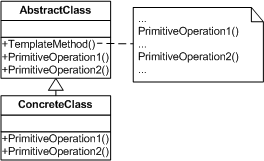 AbstractClass
+TemplateMethod()
+PrimitiveOperation1()
+PrimitiveOperation2()
...
PrimitiveOperation1()
...
PrimitiveOperation2()
...
ConcreteClass
+PrimitiveOperation1()
+PrimitiveOperation2()